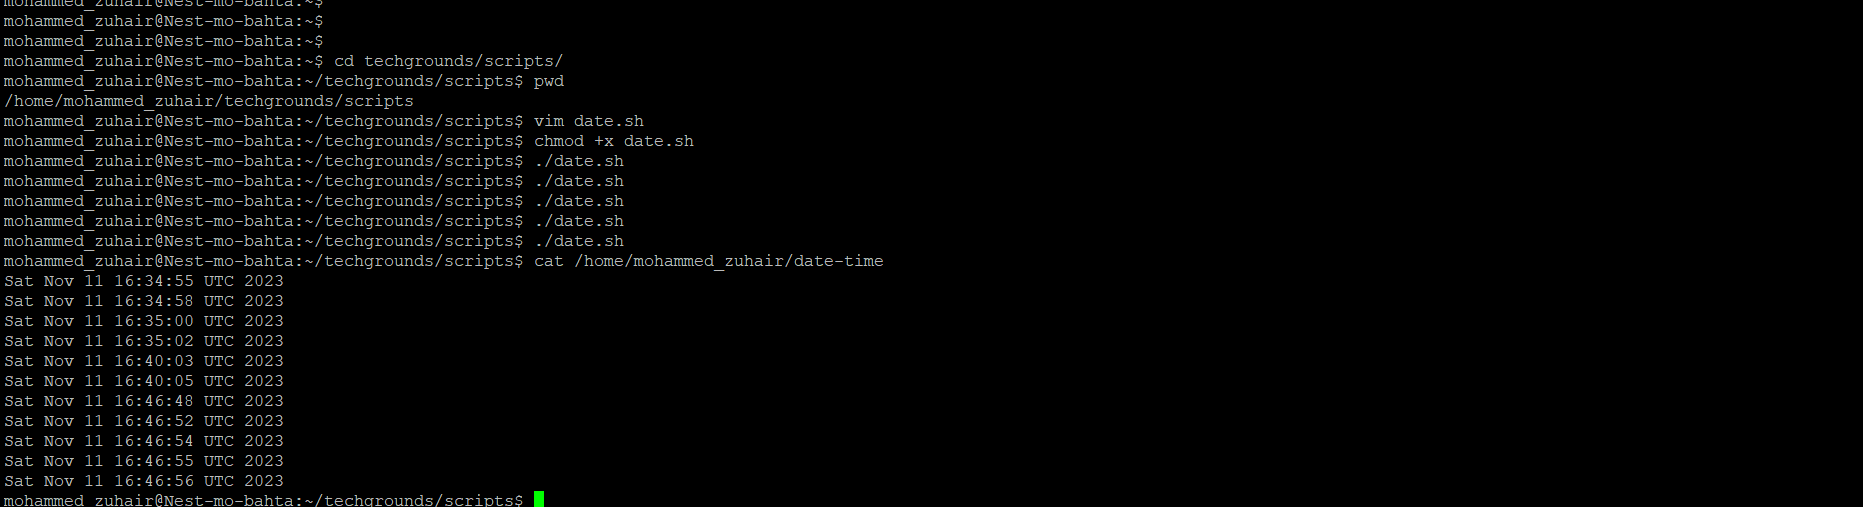 mohammed_zuhair@Nest-mo-bahta:~$
mohammed_zuhair@Nest-mo-bahta:~$
mohammed_zuhair@Nest-mo-bahta:~$
mohammed_zuhair@Nest-mo-bahta:~$ cd techgrounds/scripts/
mohammed_zuhair@Nest-mo-bahta:~/techgrounds/scripts$ pwd
/home/mohammed_zuhair/techgrounds/scripts
mohammed_zuhair@Nest-mo-bahta:~/techgrounds/scripts$ vim date.sh
mohammed_zuhair@Nest-mo-bahta:~/techgrounds/scripts$ chmod +x date.sh
mohammed_zuhair@Nest-mo-bahta:~/techgrounds/scripts$ ./date.sh
mohammed_zuhair@Nest-mo-bahta:~/techgrounds/scripts$ ./date.sh
mohammed_zuhair@Nest-mo-bahta:~/techgrounds/scripts$ ./date.sh
mohammed_zuhair@Nest-mo-bahta:~/techgrounds/scripts$ ./date.sh
mohammed_zuhair@Nest-mo-bahta:~/techgrounds/scripts$ ./date.sh
mohammed_zuhair@Nest-mo-bahta:~/techgrounds/scripts$ cat /home/mohammed_zuhair/date-time
Sat Nov 11 16:34:55 UTC 2023
Sat Nov 11 16:34:58 UTC 2023
Sat Nov 11 16:35:00 UTC 2023
Sat Nov 11 16:35:02 UTC 2023
Sat Nov 11 16:40:03 UTC 2023
Sat Nov 11 16:40:05 UTC 2023
Sat Nov 11 16:46:48 UTC 2023
Sat Nov 11 16:46:52 UTC 2023
Sat Nov 11 16:46:54 UTC 2023
Sat Nov 11 16:46:55 UTC 2023
Sat Nov 11 16:46:56 UTC 2023
mohammed_zuhair@Nest-mo-bahta:~/techgrounds/scripts$